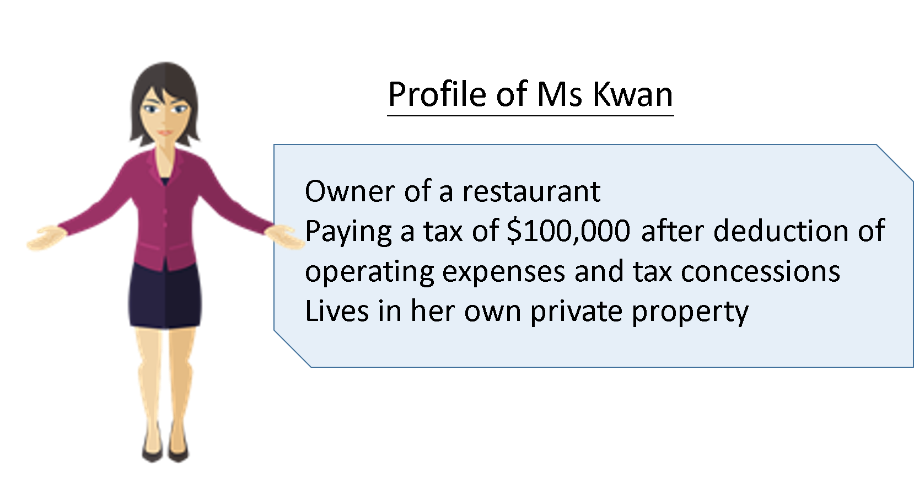 Profile of Ms Kwan
Owner of a restaurant
Paying a tax of $100,000 after deduction of
operating expenses and tax concessions
Lives in her own private property